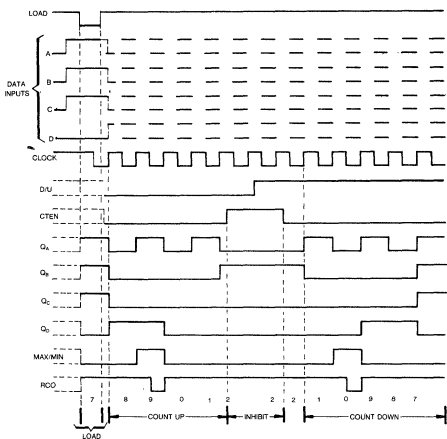 LOAD
A
B
DATA
INPUTS
C
D
CLOCK
D/U
CTEN
QA
QB
QC
QD
MAX/MIN
RCO
7 8 9 0 1 2 2 2 1 0 9 8 7
COUNT UP INHIBIT COUNT DOWN
LOAD